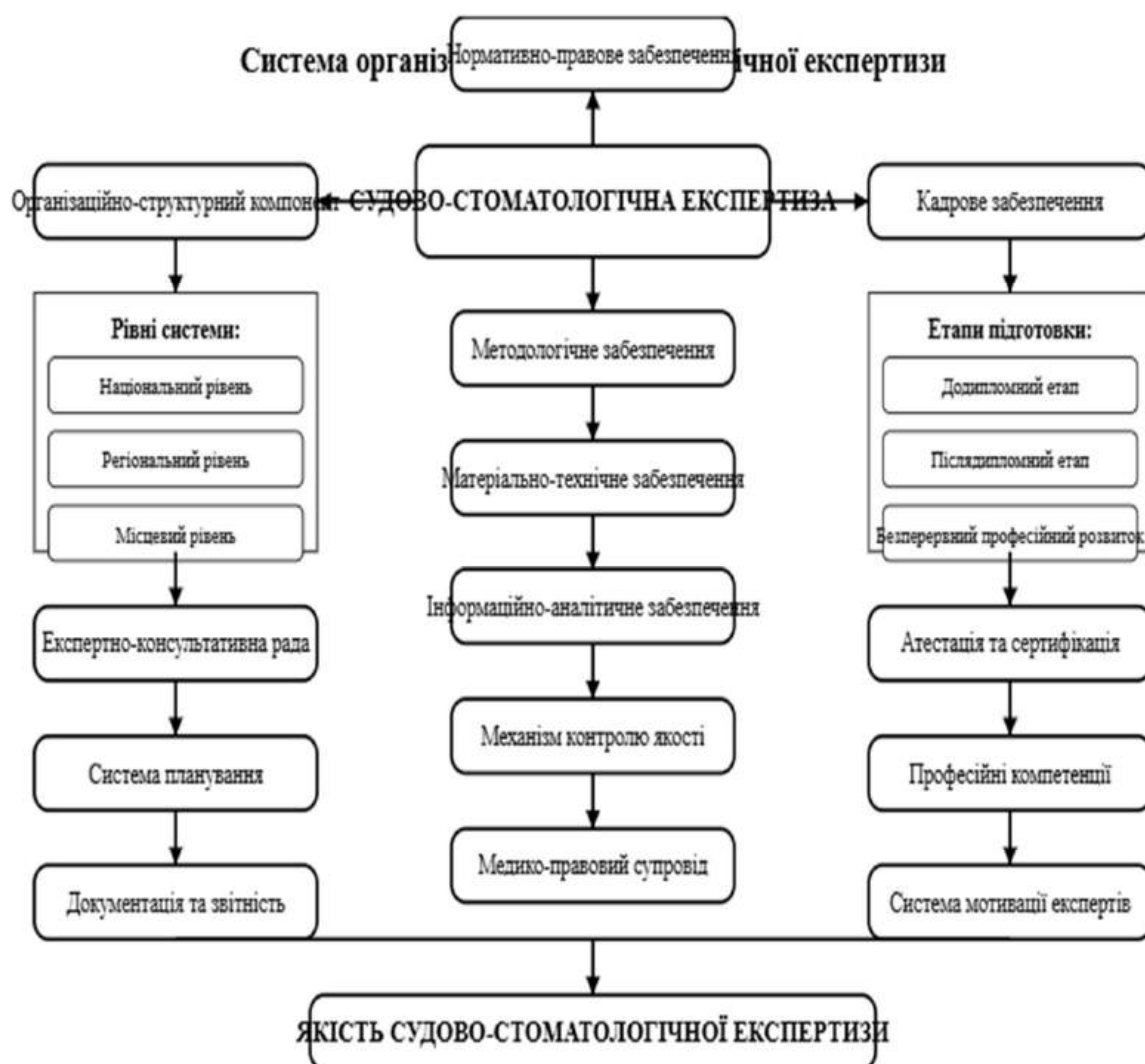 Нормативно-правове забезпечення
Система організ ічної експертизи
Організаційно-структурний компонент
СУДОВО-СТОМАТОЛОГІЧНА ЕКСПЕРТИЗА
Кадрове забезпечення
Рівні системи:
Національний рівень
Регіональний рівень
Місцевий рівень
Експертно-консультативна рада
Система планування
Документація та звітність
Методологічне забезпечення
Матеріально-технічне забезпечення
Інформаційно-аналітичне забезпечення
Механізм контролю якості
Медико-правовий супровід
Етапи підготовки:
Додипломний етап
Післядипломний етап
Безперервний професійний розвиток
Атестація та сертифікація
Професійні компетенції
Система мотивації експертів
ЯКІСТЬ СУДОВО-СТОМАТОЛОГІЧНОЇ ЕКСПЕРТИЗИ